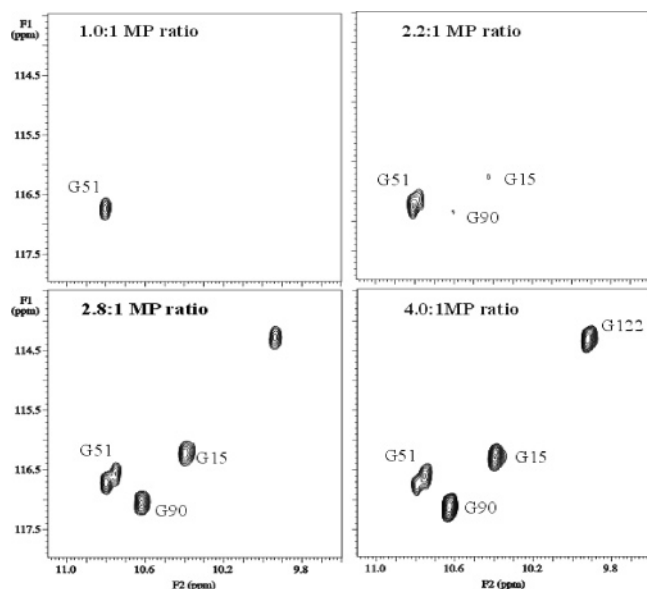 F1
(ppm)
1.0:1 MP ratio
114.5
115.5
116.5
117.5
G51
2.2:1 MP ratio
G51
G15
G90
F1
(ppm)
2.8:1 MP ratio
114.5
115.5
116.5
117.5
G51
G15
G90
11.0
10.6
10.2
9.8
F2 (ppm)
4.0:1MP ratio
G122
G51
G15
G90
11.0
10.6
10.2
9.8
F2 (ppm)